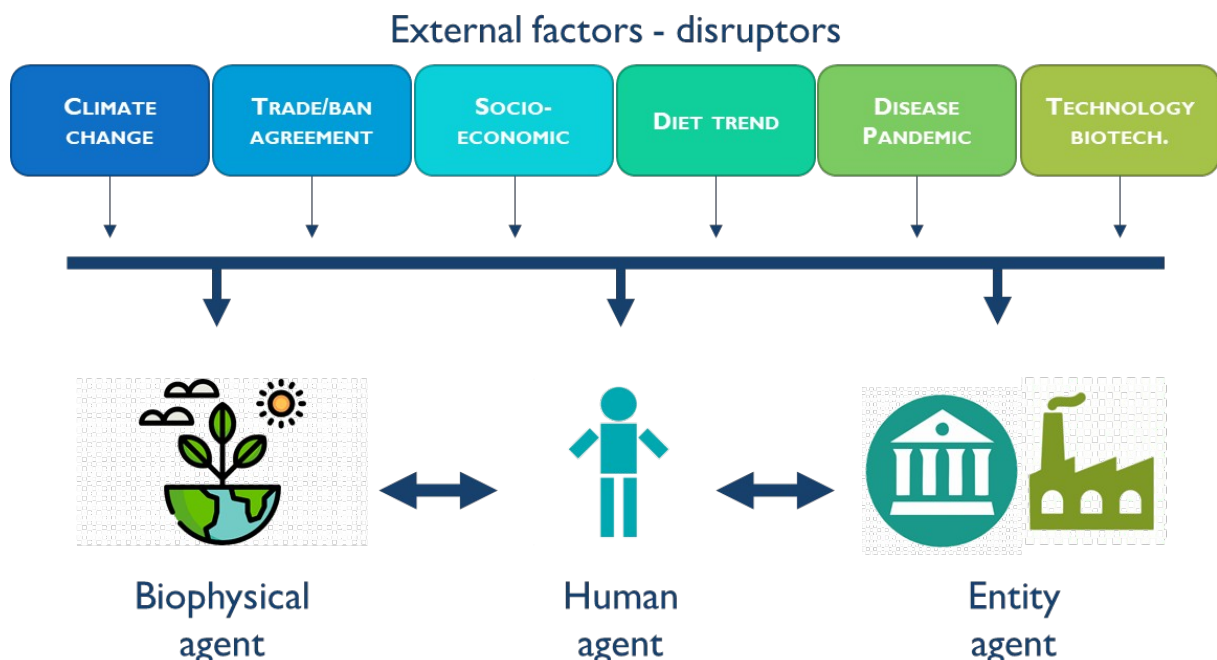 External factors - disruptors
CLIMATE
CHANGE
TRADE/BAN
AGREEMENT
SOCIO-
ECONOMIC
DIET TREND
DISEASE
PANDEMIC
TECHNOLOGY
BIOTECH.
Biophysical
agent
Human
agent
Entity
agent